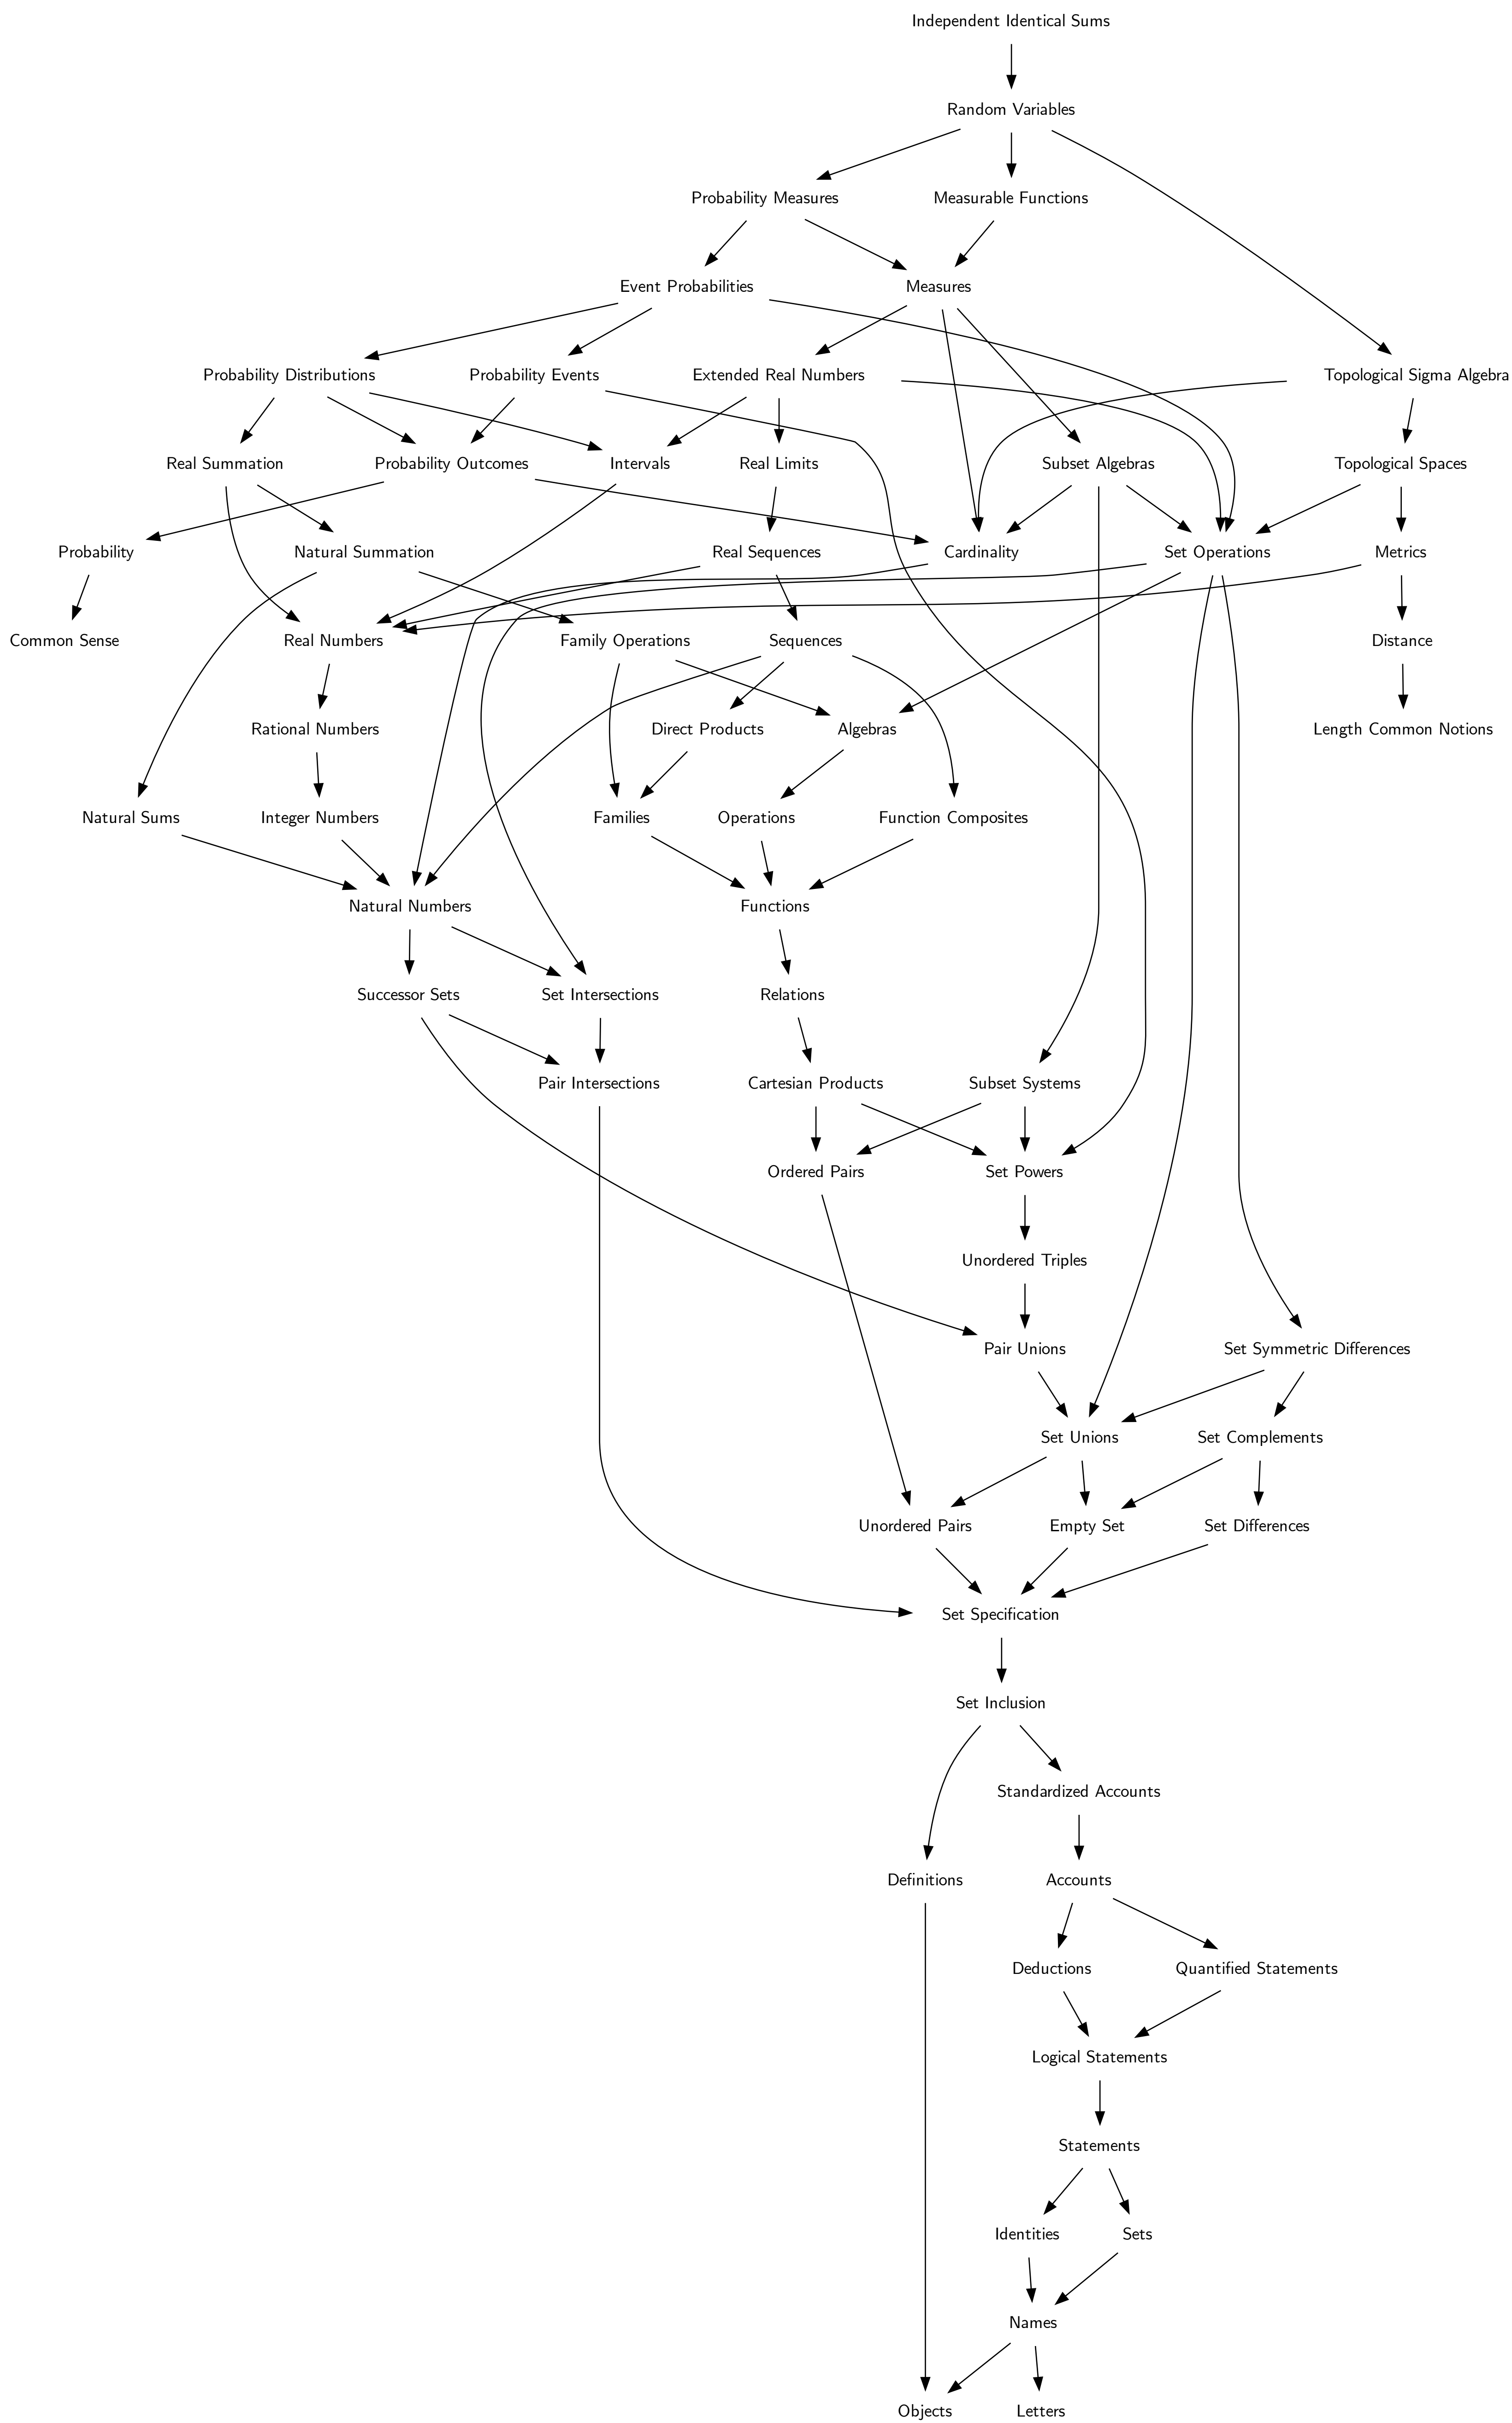 Independent Identical Sums
Random Variables
Probability Measures
Measurable Functions
Event Probabilities
Measures
Probability Distributions
Probability Events
Extended Real Numbers
Topological Sigma Algebra
Real Summation
Probability Outcomes
Intervals
Real Limits
Subset Algebras
Topological Spaces
Probability
Natural Summation
Real Sequences
Cardinality
Set Operations
Metrics
Common Sense
Real Numbers
Family Operations
Sequences
Distance
Rational Numbers
Direct Products
Algebras
Length Common Notions
Natural Sums
Integer Numbers
Families
Operations
Function Composites
Natural Numbers
Functions
Successor Sets
Set Intersections
Relations
Pair Intersections
Cartesian Products
Subset Systems
Ordered Pairs
Set Powers
Unordered Triples
Pair Unions
Set Symmetric Differences
Set Unions
Set Complements
Unordered Pairs
Empty Set
Set Differences
Set Specification
Set Inclusion
Standardized Accounts
Definitions
Accounts
Deductions
Quantified Statements
Logical Statements
Statements
Identities
Sets
Names
Objects
Letters